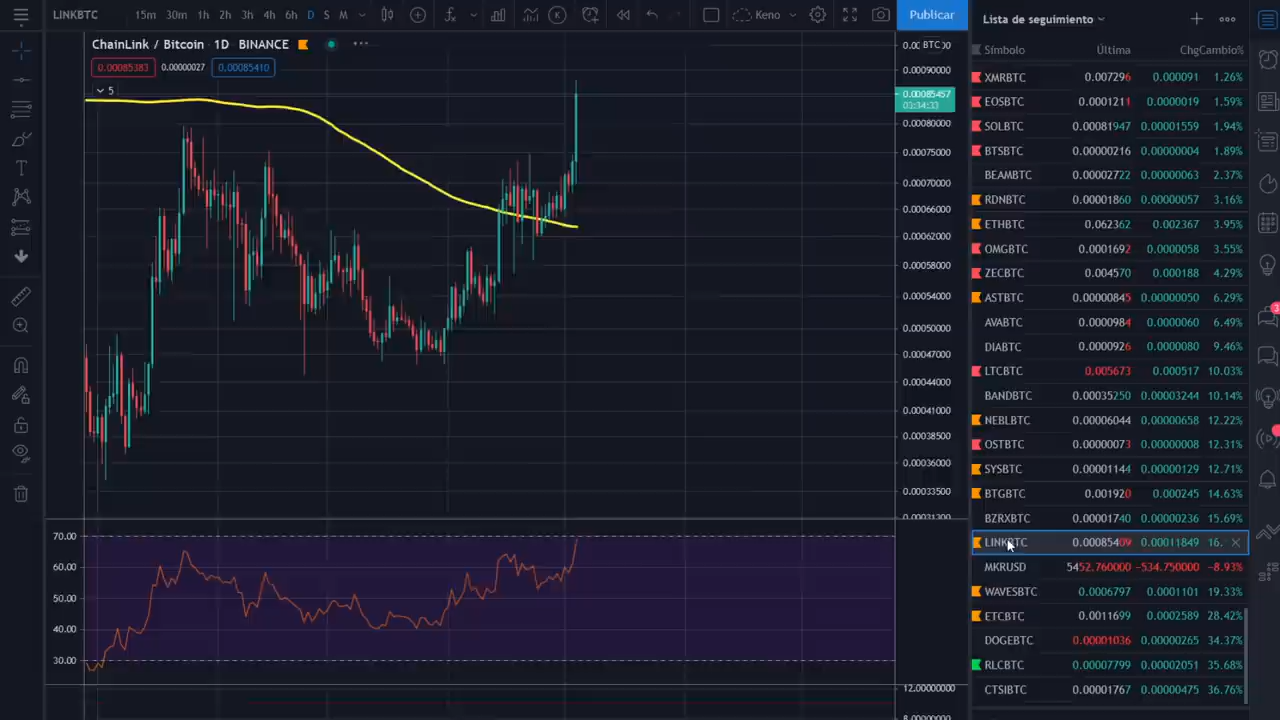 LINKBTC 15m 30m 1h 2h 3h 4h 6h D S M Keno Publicar
ChainLink / Bitcoin · 1D BINANCE
0.00085383 0.00000027 0.00085410
5
BTC
0.00090000
0.00085457
03:34:33
0.00080000
0.00075000
0.00070000
0.00066000
0.00062000
0.00058000
0.00054000
0.00050000
0.00047000
0.00044000
0.00041000
0.00038500
0.00036000
0.00033500
0.00031300
70.00
60.00
50.00
40.00
30.00
12.00000000
8.00000000
Lista de seguimiento
Símbolo Última Chg Cambio%
XMRBTC 0.007296 0.000091 1.26%
EOSBTC 0.0001211 0.0000019 1.59%
SOLBTC 0.00081947 0.00001559 1.94%
BTSBTC 0.00000216 0.00000004 1.89%
BEAMBTC 0.00002722 0.00000063 2.37%
RDNBTC 0.00001860 0.00000057 3.16%
ETHBTC 0.062362 0.002367 3.95%
OMGBTC 0.0001692 0.0000058 3.55%
ZECBTC 0.004570 0.000188 4.29%
ASTBTC 0.00000845 0.00000050 6.29%
AVABTC 0.0000984 0.0000060 6.49%
DIABTC 0.0000926 0.0000080 9.46%
LTCBTC 0.005673 0.000517 10.03%
BANDBTC 0.00035250 0.00003244 10.14%
NEBLBTC 0.00006044 0.00000658 12.22%
OSTBTC 0.00000073 0.00000008 12.31%
SYSBTC 0.00001144 0.00000129 12.71%
BTGBTC 0.001920 0.000245 14.63%
BZRXBTC 0.00001740 0.00000236 15.69%
LINKBTC 0.00085409 0.00011849 16.
MKRUSD 5452.760000 −534.750000 −8.93%
WAVESBTC 0.0006797 0.0001101 19.33%
ETCBTC 0.0011699 0.0002589 28.42%
DOGEBTC 0.00001036 0.00000265 34.37%
RLCBTC 0.00007799 0.00002051 35.68%
CTSIBTC 0.00001767 0.00000475 36.76%